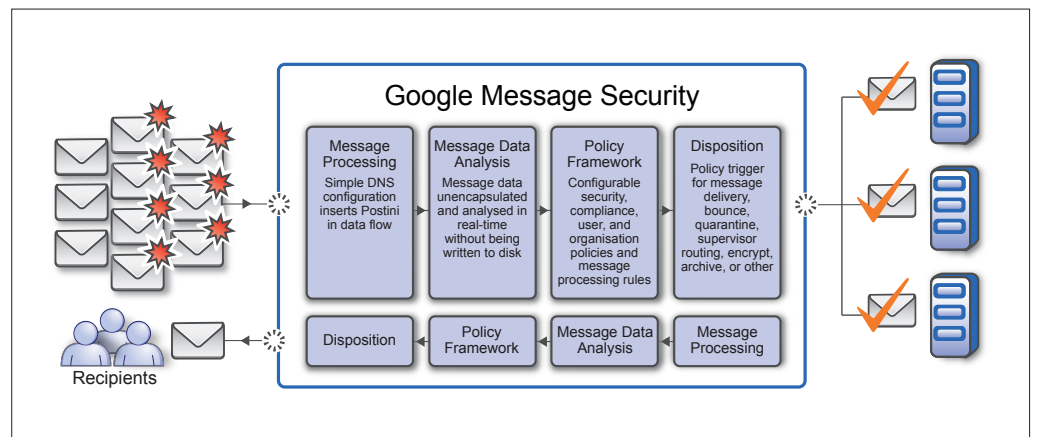 Google Message Security
Message
Processing
Simple DNS
configuration
inserts Postini
in data flow
Message Data
Analysis
Message data
unencapsulated
and analysed in
real-time
without being
written to disk
Policy
Framework
Configurable
security,
compliance,
user, and
organisation
policies and
message
processing rules
Disposition
Policy trigger
for message
delivery,
bounce,
quarantine,
supervisor
routing, encrypt,
archive, or other
Disposition
Policy
Framework
Message Data
Analysis
Message
Processing
Recipients